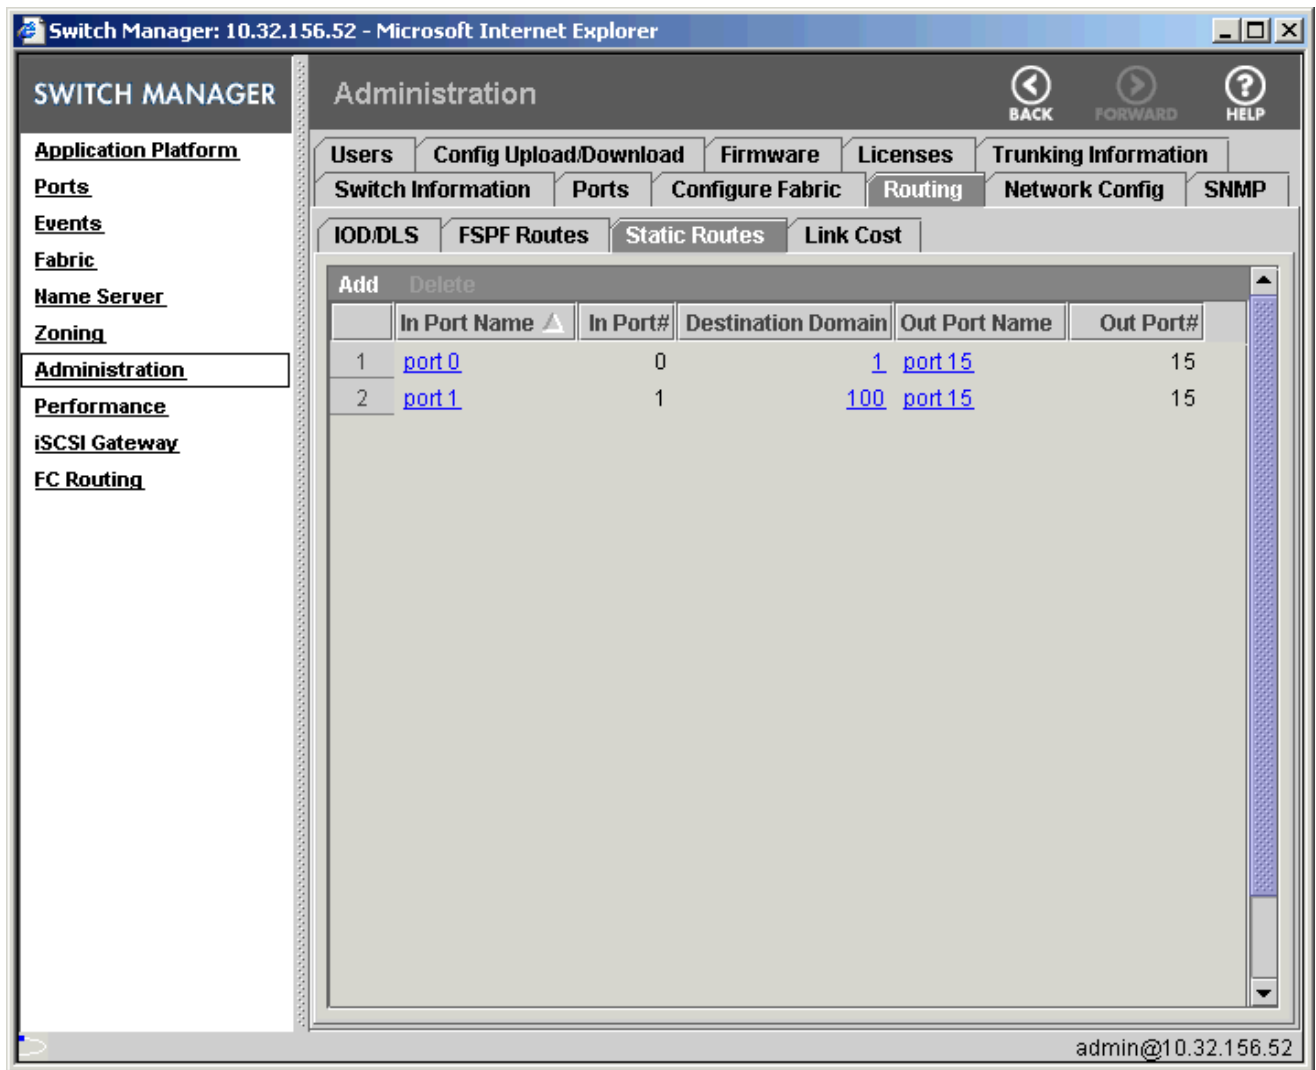 Switch Manager: 10.32.156.52 - Microsoft Internet Explorer
SWITCH MANAGER
Application Platform
Ports
Events
Fabric
Name Server
Zoning
Administration
Performance
iSCSI Gateway
FC Routing
Administration
BACK FORWARD HELP
Users Config Upload/Download Firmware Licenses Trunking Information
Switch Information Ports Configure Fabric Routing Network Config SNMP
IOD/DLS FSPF Routes Static Routes Link Cost
Add Delete
In Port Name In Port# Destination Domain Out Port Name Out Port#
1 port 0 0 1 port 15 15
2 port 1 1 100 port 15 15
admin@10.32.156.52